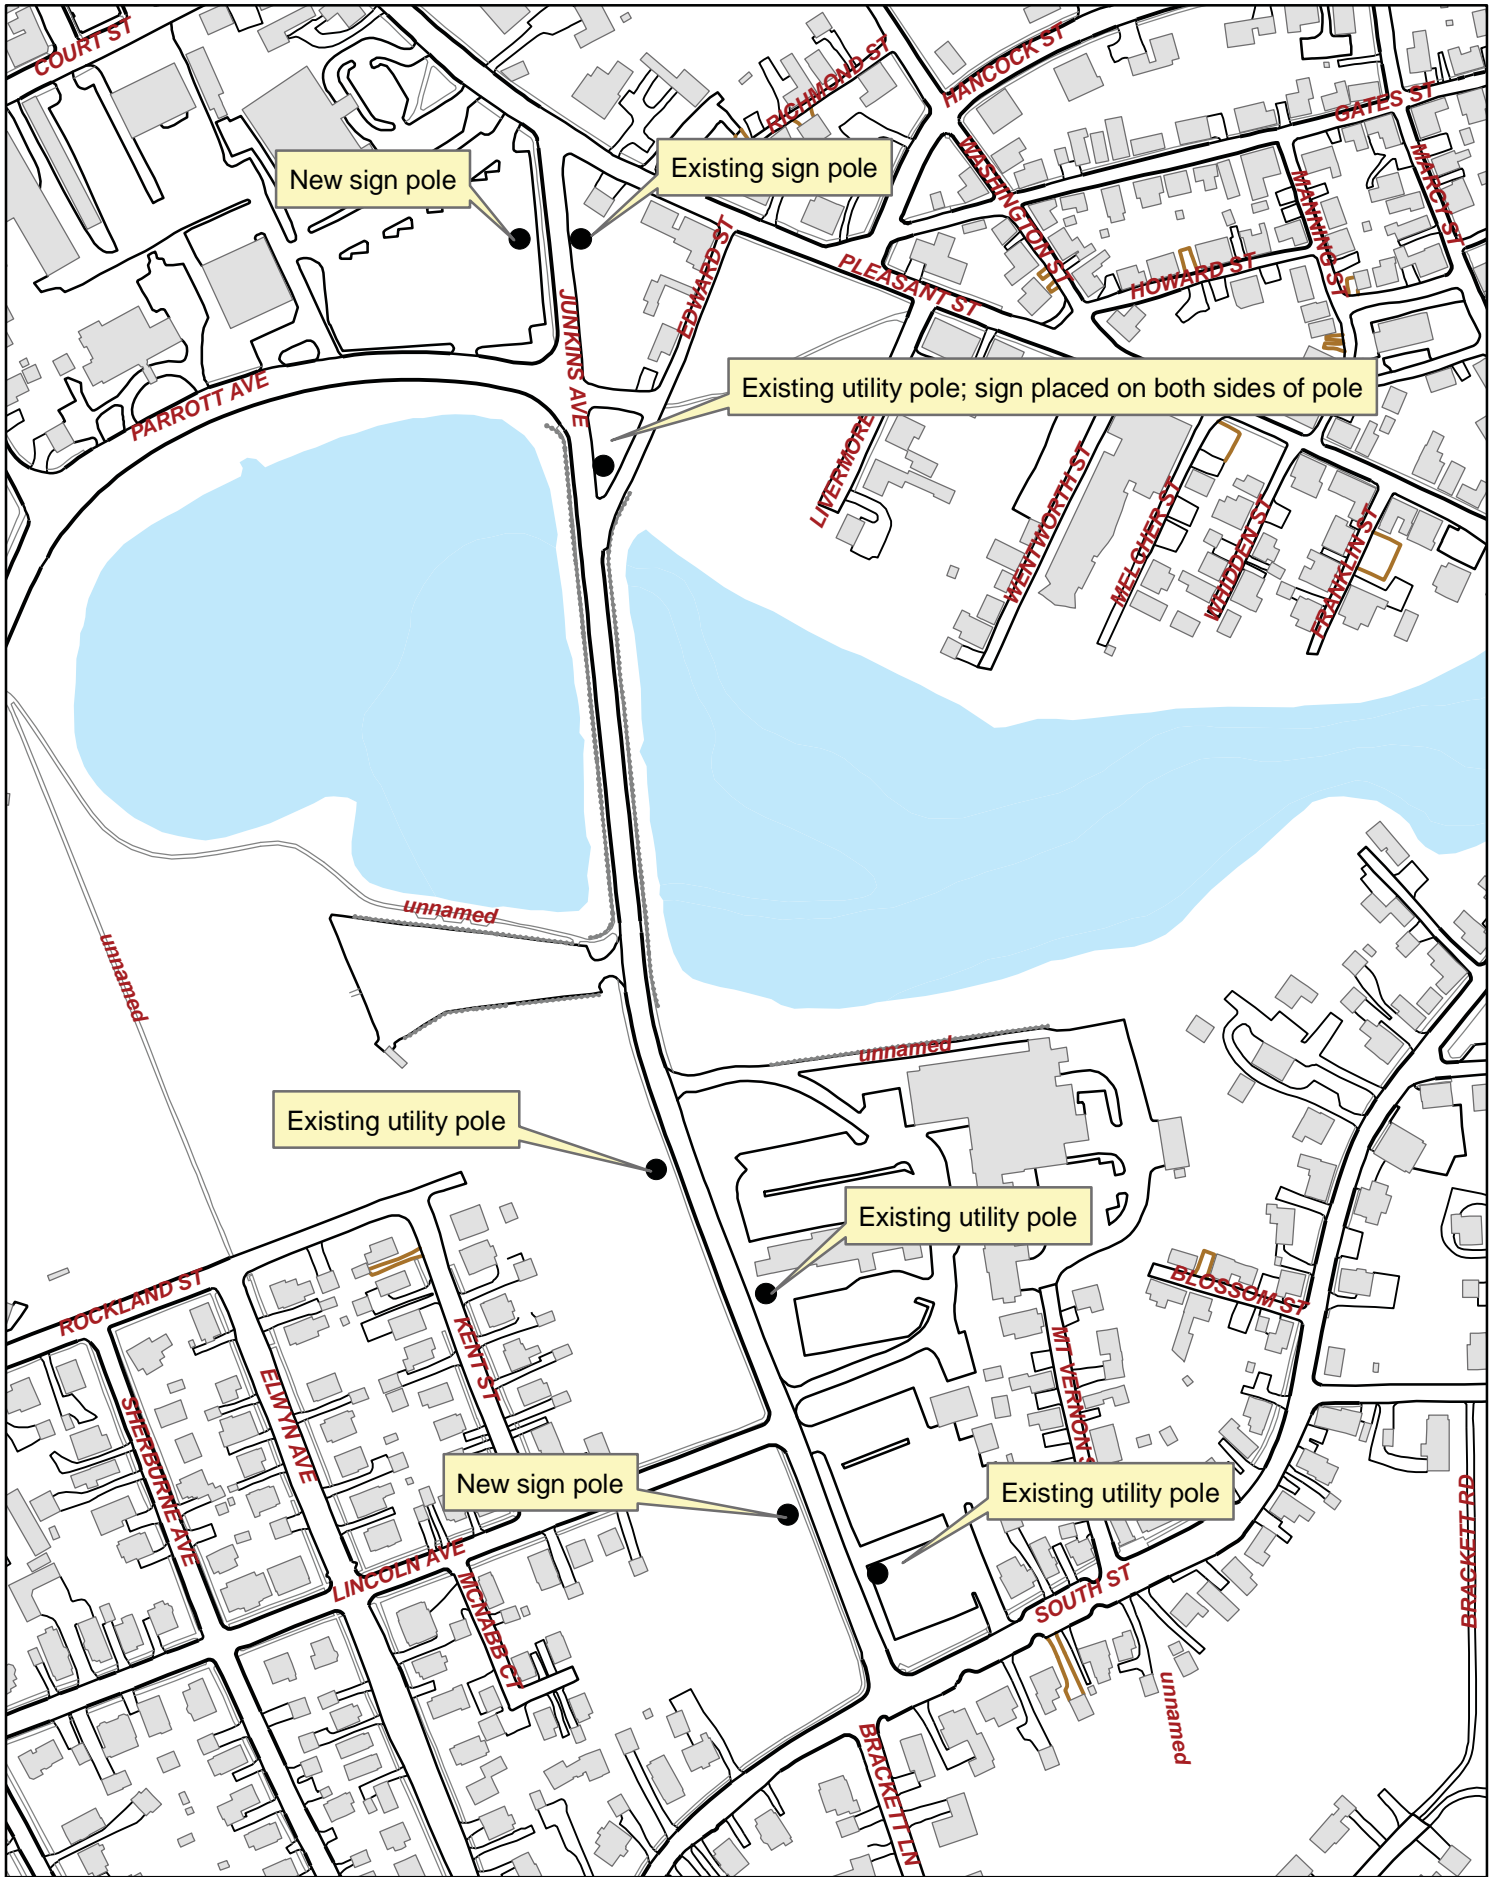 COURT ST
RICHMOND ST
HANCOCK ST
GATES ST
New sign pole
Existing sign pole
WASHINGTON ST
MANNING ST
MARCY ST
EDWARD ST
PLEASANT ST
HOWARD ST
JUNKINS AVE
PARROTT AVE
Existing utility pole; sign placed on both sides of pole
LIVERMORE
WENTWORTH ST
MELCHER ST
WHIDDEN ST
FRANKLIN ST
unnamed
unnamed
unnamed
Existing utility pole
Existing utility pole
ROCKLAND ST
BLOSSOM ST
KENT ST
ELWYN AVE
SHERBURNE AVE
MT VERNON S
New sign pole
Existing utility pole
BRACKETT RD
LINCOLN AVE
MCNABB CT
SOUTH ST
unnamed
BRACKETT LN